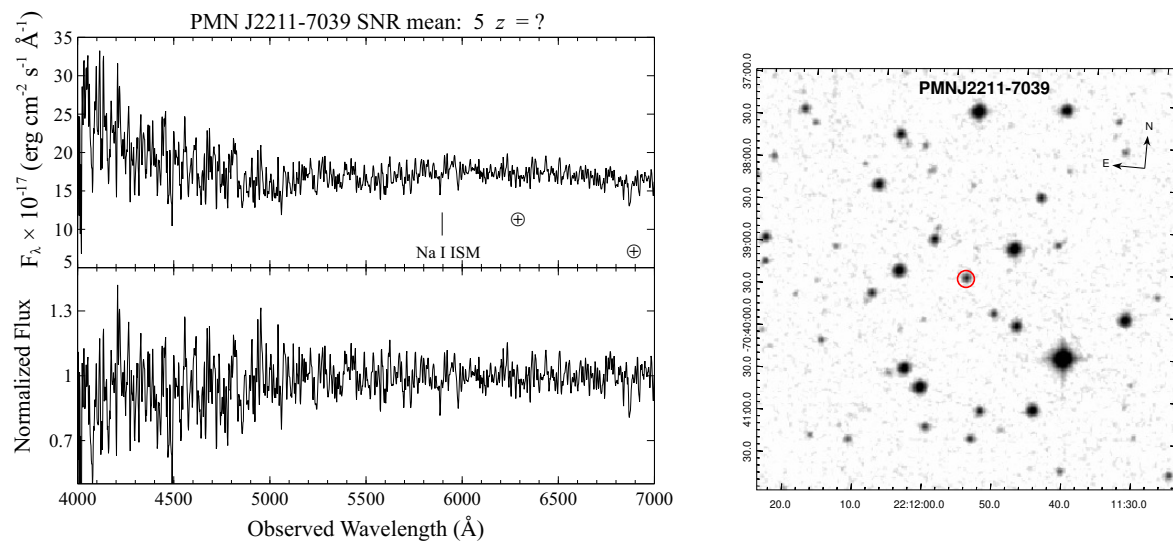 PMN J2211-7039 SNR mean: 5 z = ?
F_λ × 10⁻¹⁷ (erg cm⁻² s⁻¹ Å⁻¹)
35
30
25
20
15
10
5
Na I ISM
⊕
⊕
Normalized Flux
1.3
1
0.7
4000 4500 5000 5500 6000 6500 7000
Observed Wavelength (Å)
PMNJ2211-7039
N
E
37:00.0
30.0
38:00.0
30.0
39:00.0
30.0
-70:40:00.0
30.0
41:00.0
30.0
20.0 10.0 22:12:00.0 50.0 40.0 11:30.0